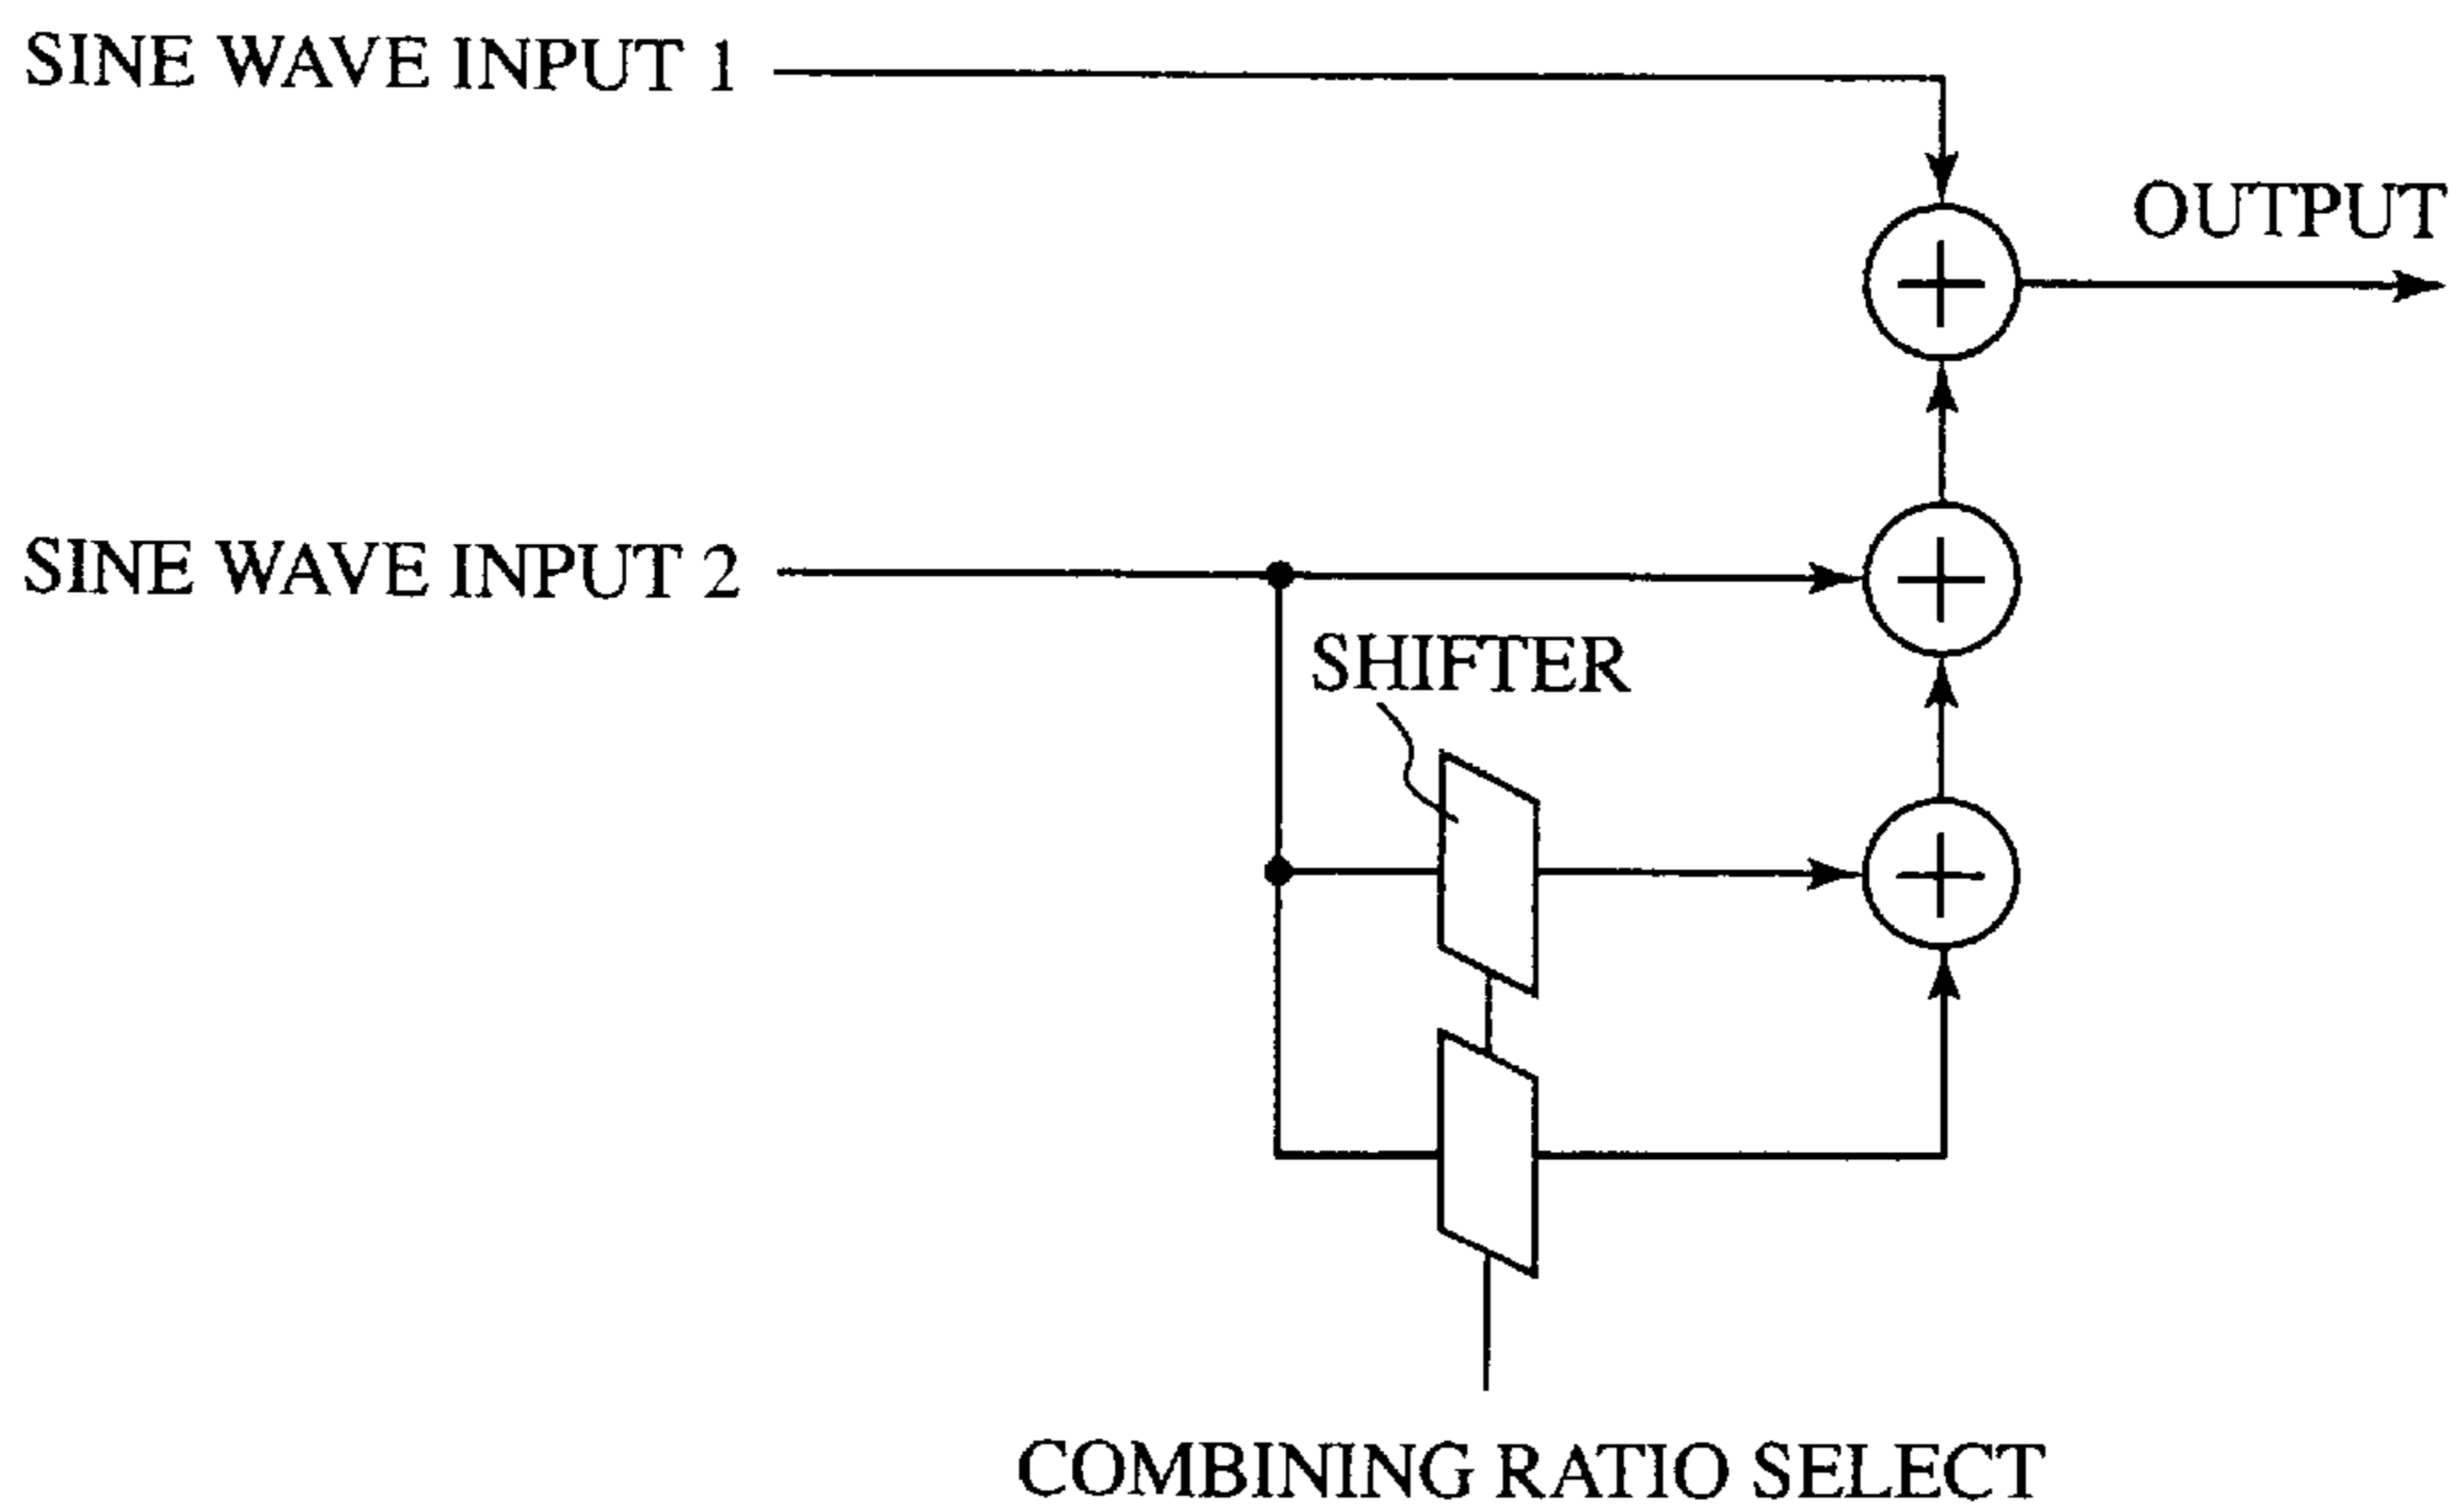 SINE WAVE INPUT 1
OUTPUT
SINE WAVE INPUT 2
SHIFTER
COMBINING RATIO SELECT